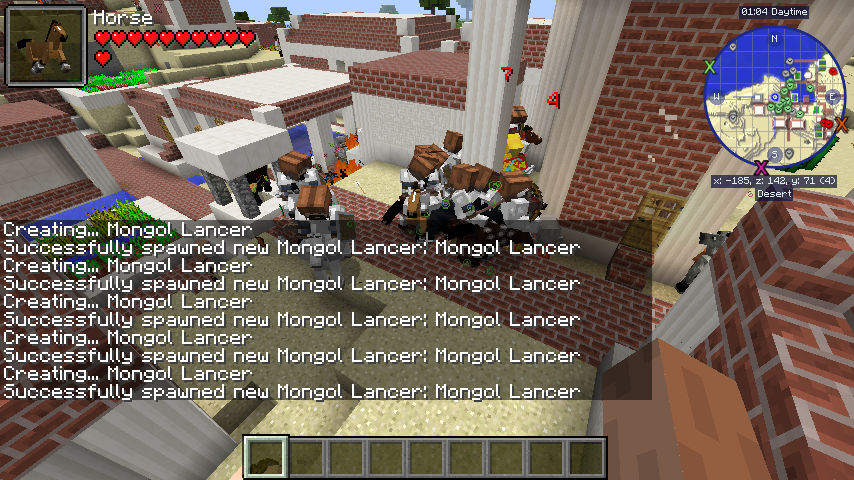 Horse
01:04 Daytime
N
7
4
W
E
S
x: -185, z: 142, y: 71 (4)
Desert
Creating... Mongol Lancer
Successfully spawned new Mongol Lancer: Mongol Lancer
Creating... Mongol Lancer
Successfully spawned new Mongol Lancer: Mongol Lancer
Creating... Mongol Lancer
Successfully spawned new Mongol Lancer: Mongol Lancer
Creating... Mongol Lancer
Successfully spawned new Mongol Lancer: Mongol Lancer
Creating... Mongol Lancer
Successfully spawned new Mongol Lancer: Mongol Lancer